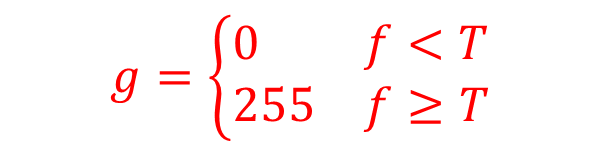 g = { 0 f < T
255 f ≥ T